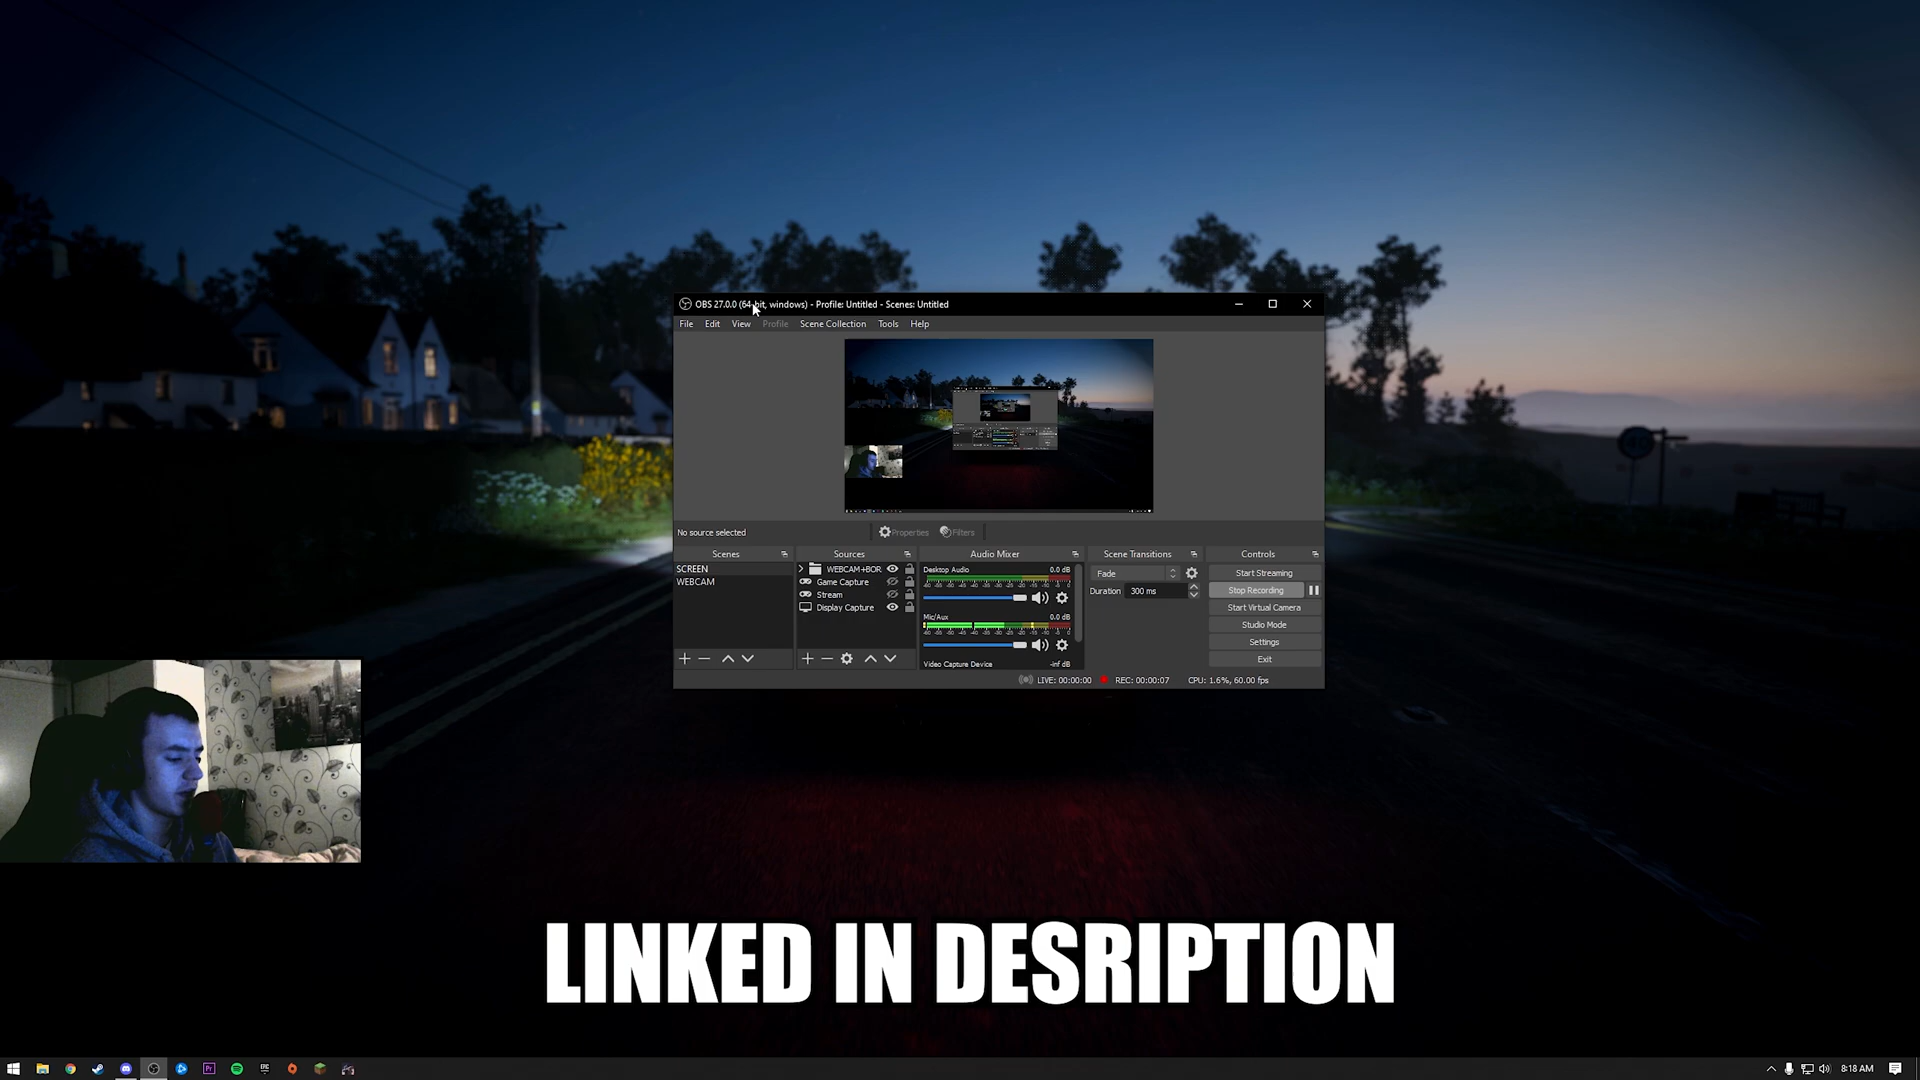 OBS 27.0.0 (64-bit, windows) - Profile: Untitled - Scenes: Untitled
File Edit View Profile Scene Collection Tools Help
No source selected
Properties Filters
Scenes Sources Audio Mixer Scene Transitions Controls
SCREEN
WEBCAM
WEBCAM+BOR
Game Capture
Stream
Display Capture
Desktop Audio 0.0 dB
Mic/Aux 0.0 dB
Video Capture Device -inf dB
Fade
Duration 300 ms
Start Streaming
Stop Recording
Start Virtual Camera
Studio Mode
Settings
Exit
LIVE: 00:00:00 REC: 00:00:07 CPU: 1.6%, 60.00 fps
LINKED IN DESRIPTION
Pr EPIC 8:18 AM